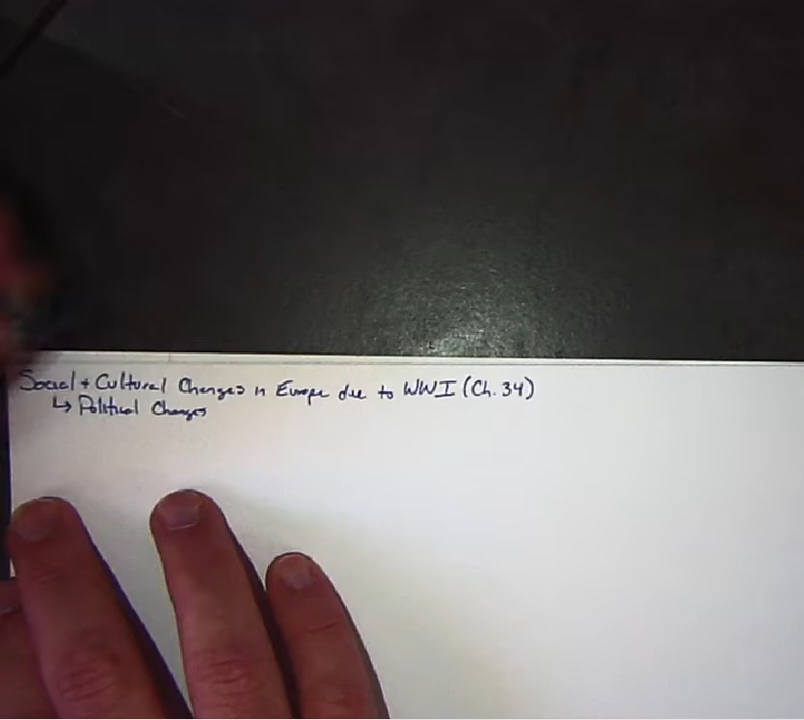 Social + Cultural Changes in Europe due to WWI (Ch. 34)
↳ Political Changes